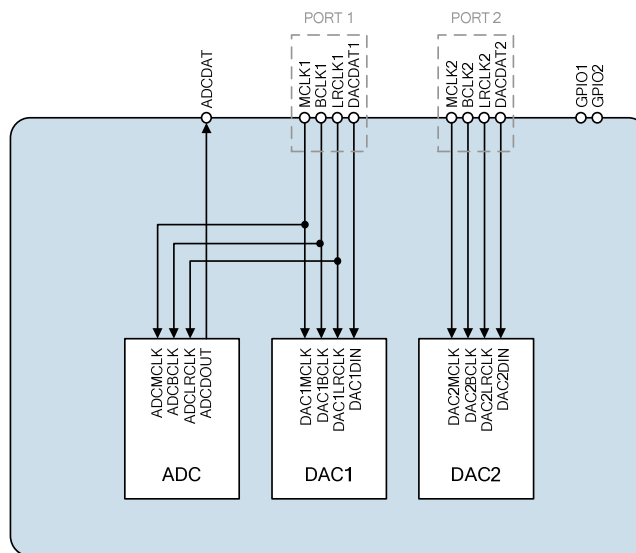 PORT 1
PORT 2
ADCDAT
MCLK1
BCLK1
LRCLK1
DACDAT1
MCLK2
BCLK2
LRCLK2
DACDAT2
GPIO1
GPIO2
ADCMCLK
ADCBCLK
ADCLRCLK
ADCDOUT
DAC1MCLK
DAC1BCLK
DAC1LRCLK
DAC1DIN
DAC2MCLK
DAC2BCLK
DAC2LRCLK
DAC2DIN
ADC
DAC1
DAC2